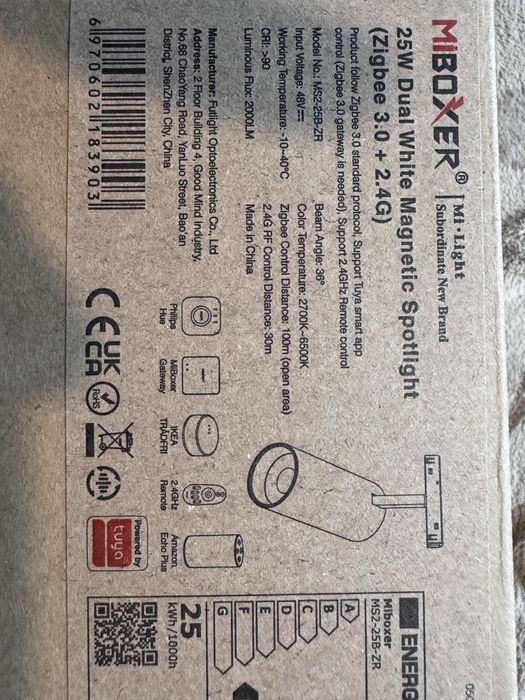 MIBOXER®
Mi·Light
Subordinate New Brand
25W Dual White Magnetic Spotlight
(Zigbee 3.0 + 2.4G)
Product follow Zigbee 3.0 standard protocol, Support Tuya smart app
control (Zigbee 3.0 gateway is needed), Support 2.4GHz Remote control
Model No.: MS2-25B-ZR
Input Voltage: 48V
Working Temperature: -10~40°C
CRI: >90
Luminous Flux: 2000LM
Beam Angle: 36°
Color Temperature: 2700K~6500K
Zigbee Control Distance: 100m (open area)
2.4G RF Control Distance: 30m
Made in China
Manufacturer: Futlight Optoelectronics Co., Ltd
Address: 2 Floor Building 4, Good Mind Industry,
No.68 ChaoYang Road, YanLuo Street, Bao'an
District, ShenZhen City, China
6970602183903
Philips
Hue
MiBoxer
Gateway
IKEA
TRÅDFRI
2.4GHz
Remote
Amazon
Echo Plus
CE
UK
CA
RoHS
Powered by
tuya
ENERG
Miboxer
MS2-25B-ZR
A
B
C
D
E
F
G
25
kWh/1000h